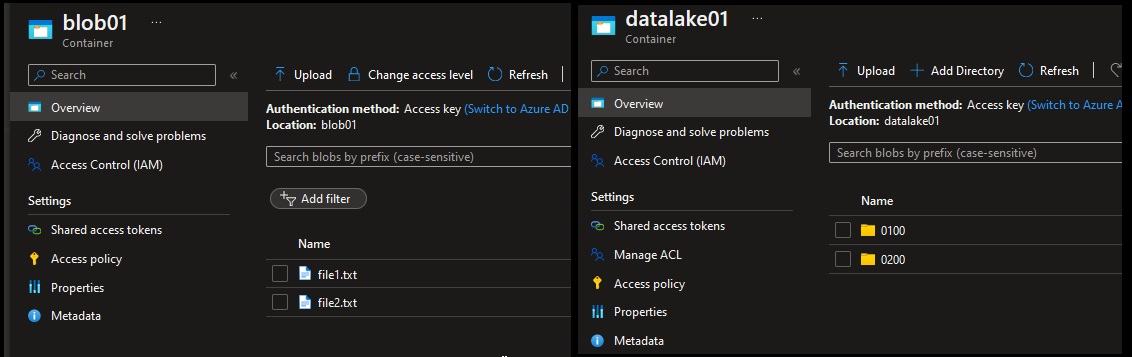 blob01 ...
Container
Search «
Overview
Diagnose and solve problems
Access Control (IAM)
Settings
Shared access tokens
Access policy
Properties
Metadata
Upload Change access level Refresh
Authentication method: Access key (Switch to Azure AD
Location: blob01
Search blobs by prefix (case-sensitive)
Add filter
Name
file1.txt
file2.txt
datalake01 ...
Container
Search «
Overview
Diagnose and solve problems
Access Control (IAM)
Settings
Shared access tokens
Manage ACL
Access policy
Properties
Metadata
Upload Add Directory Refresh
Authentication method: Access key (Switch to Azure A
Location: datalake01
Search blobs by prefix (case-sensitive)
Name
0100
0200